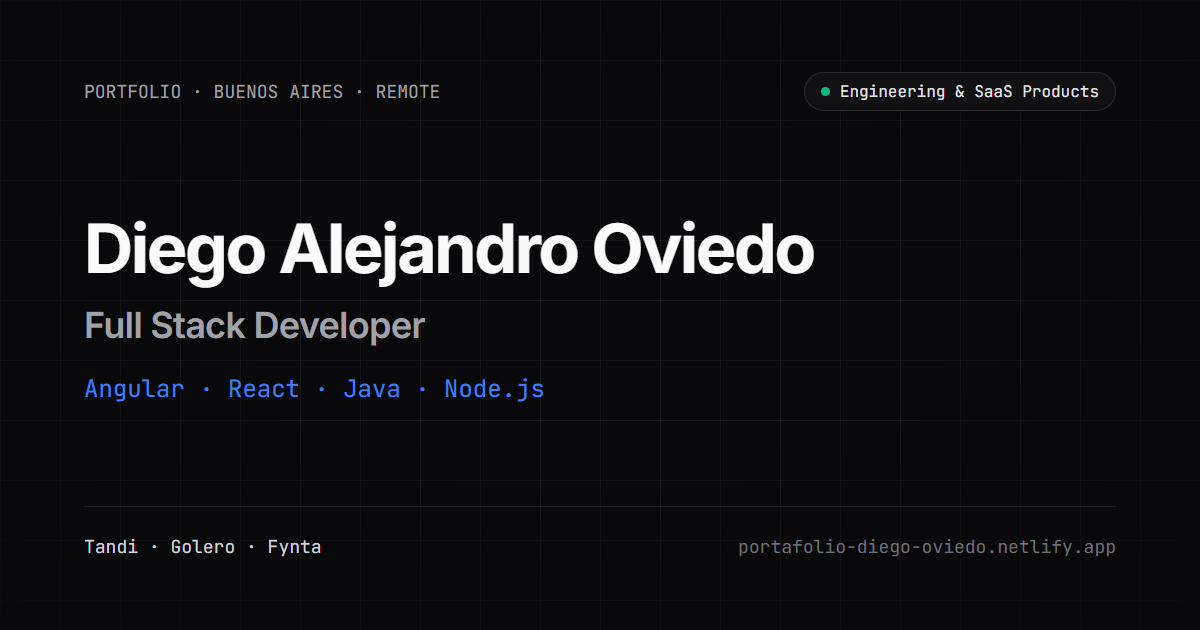 PORTFOLIO · BUENOS AIRES · REMOTE
Engineering & SaaS Products
Diego Alejandro Oviedo
Full Stack Developer
Angular · React · Java · Node.js
Tandi · Golero · Fynta
portafolio-diego-oviedo.netlify.app